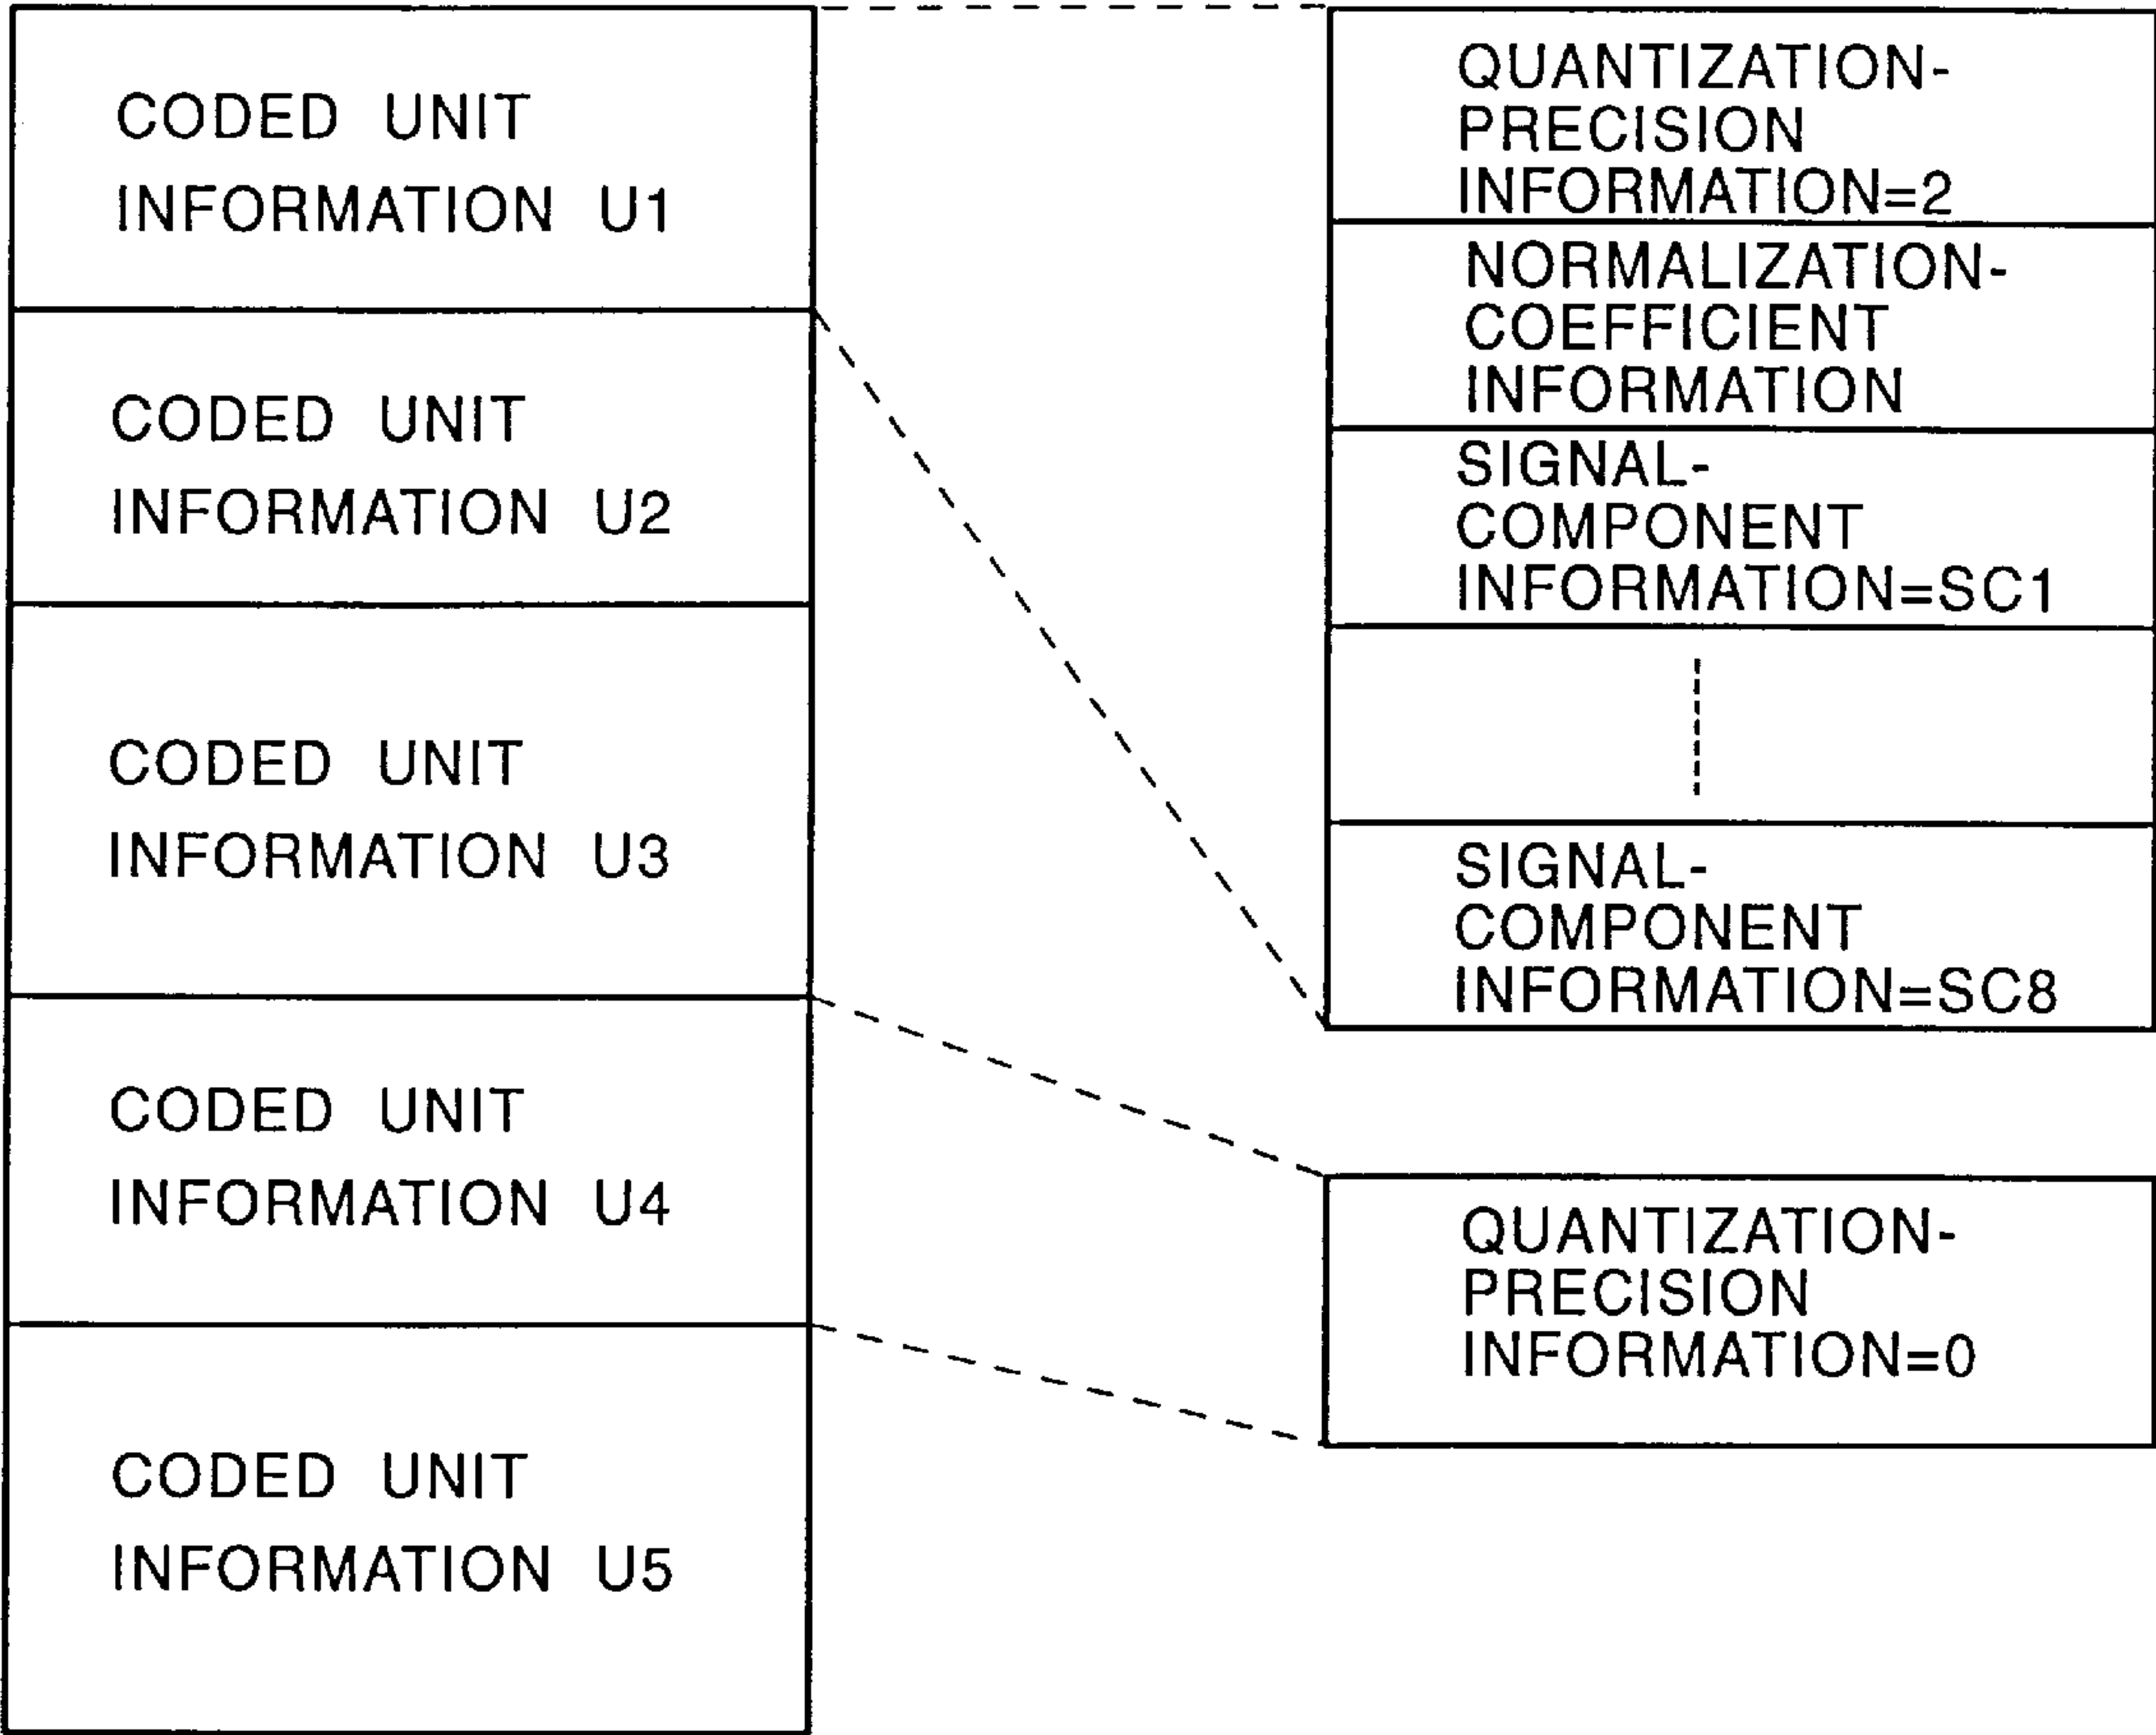 CODED UNIT
INFORMATION U1
CODED UNIT
INFORMATION U2
CODED UNIT
INFORMATION U3
CODED UNIT
INFORMATION U4
CODED UNIT
INFORMATION U5
QUANTIZATION-
PRECISION
INFORMATION=2
NORMALIZATION-
COEFFICIENT
INFORMATION
SIGNAL-
COMPONENT
INFORMATION=SC1
SIGNAL-
COMPONENT
INFORMATION=SC8
QUANTIZATION-
PRECISION
INFORMATION=0